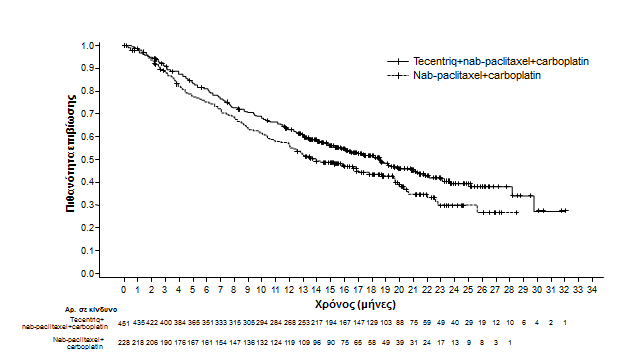 Tecentriq+nab-paclitaxel+carboplatin
Nab-paclitaxel+carboplatin
Πιθανότητα επιβίωσης
1.0
0.9
0.8
0.7
0.6
0.5
0.4
0.3
0.2
0.1
0.0
0 1 2 3 4 5 6 7 8 9 10 11 12 13 14 15 16 17 18 19 20 21 22 23 24 25 26 27 28 29 30 31 32 33 34
Χρόνος (μήνες)
Αρ. σε κίνδυνο
Tecentriq+
nab-paclitaxel+carboplatin 451 435 422 400 384 365 351 333 315 305 294 284 268 253 217 194 167 147 129 103 88 75 59 49 40 29 19 12 10 6 4 2 1
Nab-paclitaxel+
carboplatin 228 218 206 190 176 167 161 154 147 136 132 124 119 109 96 90 75 65 58 49 39 31 24 17 13 9 8 3 1